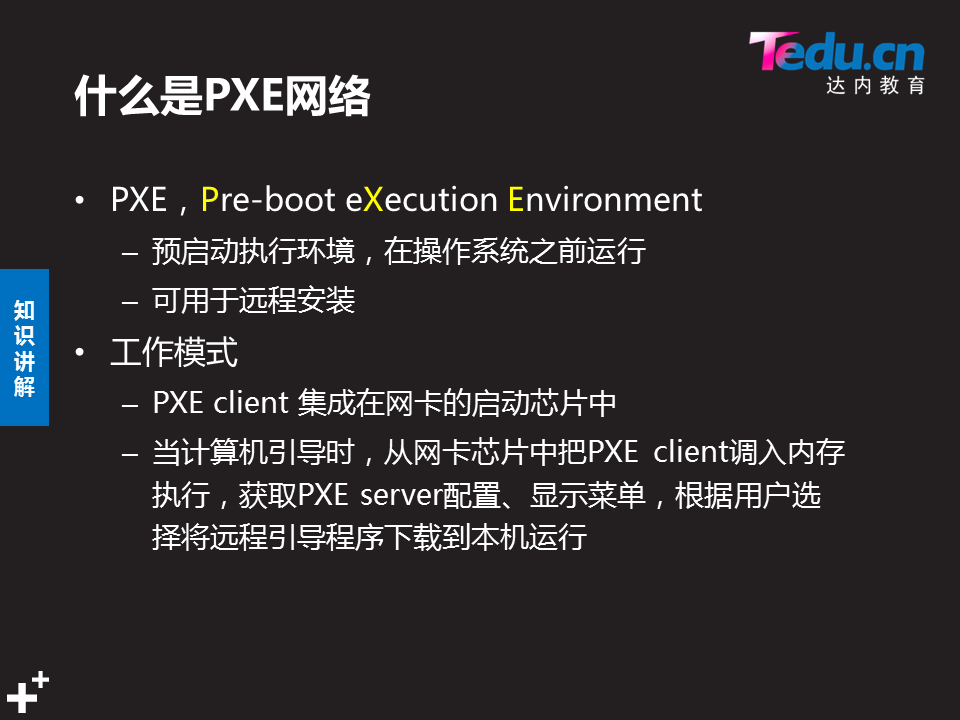 Tedu.cn
达内教育
什么是PXE网络
• PXE，Pre-boot eXecution Environment
– 预启动执行环境，在操作系统之前运行
– 可用于远程安装
• 工作模式
– PXE client 集成在网卡的启动芯片中
– 当计算机引导时，从网卡芯片中把PXE client调入内存
执行，获取PXE server配置、显示菜单，根据用户选
择将远程引导程序下载到本机运行
知
识
讲
解